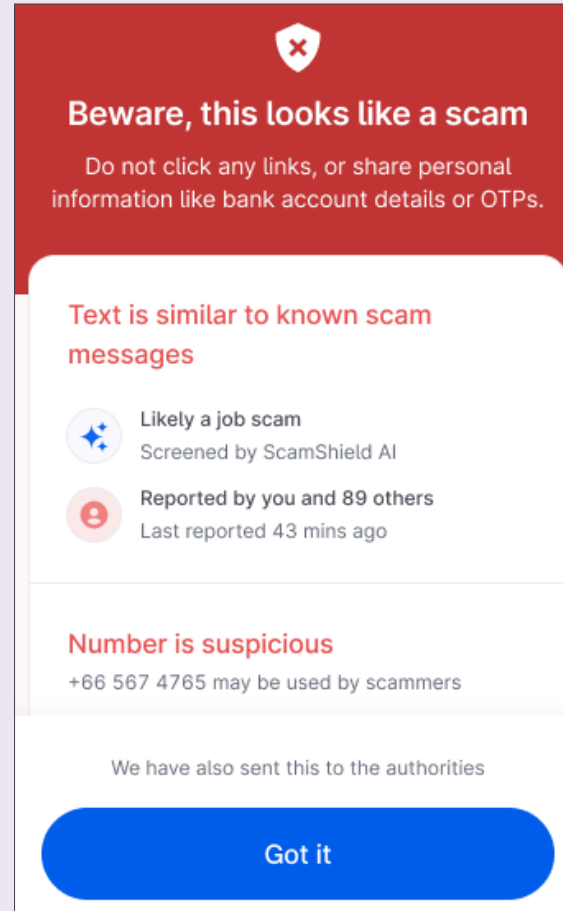 Beware, this looks like a scam
Do not click any links, or share personal
information like bank account details or OTPs.
Text is similar to known scam
messages
Likely a job scam
Screened by ScamShield AI
Reported by you and 89 others
Last reported 43 mins ago
Number is suspicious
+66 567 4765 may be used by scammers
We have also sent this to the authorities
Got it